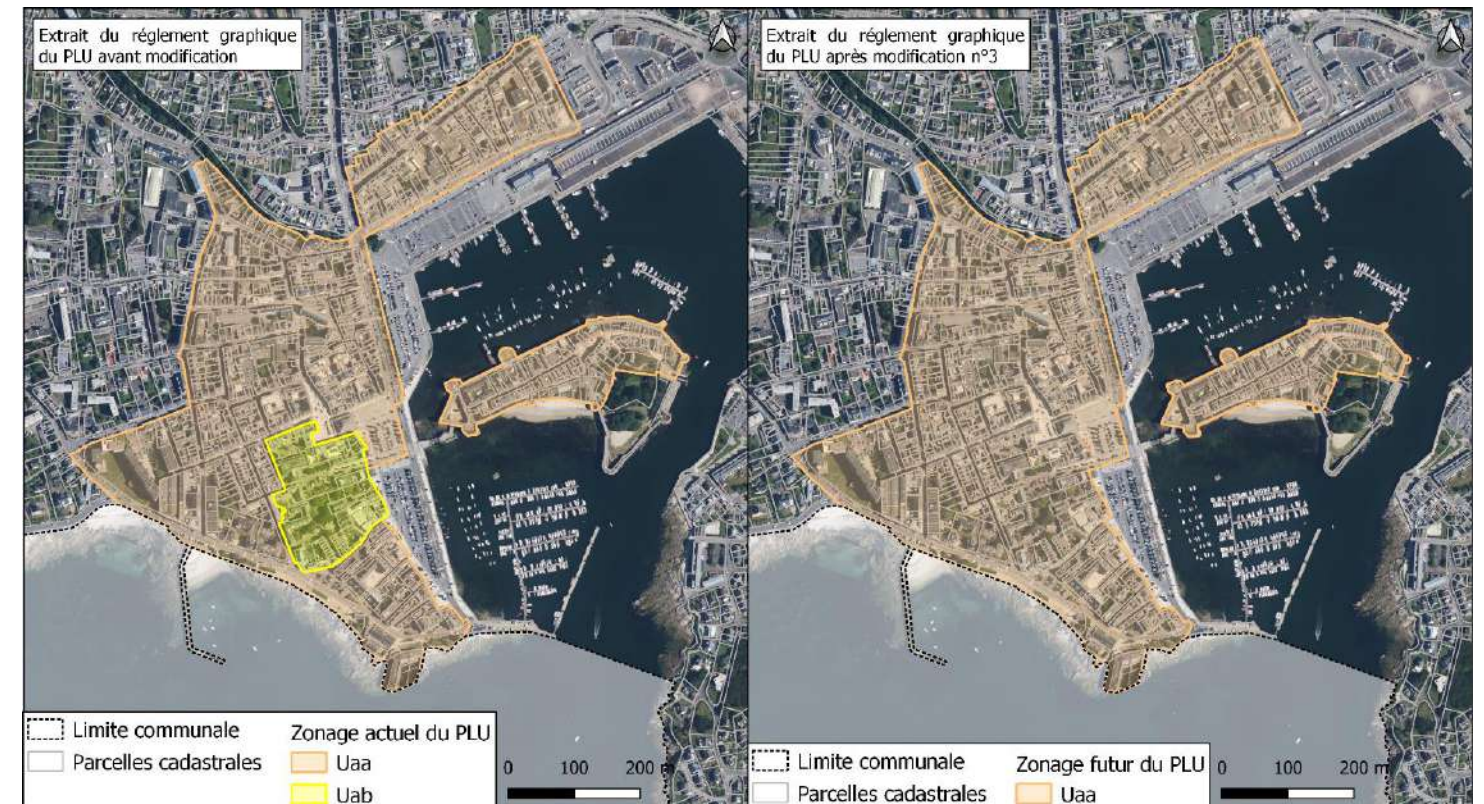 Extrait du réglement graphique
du PLU avant modification
Extrait du réglement graphique
du PLU après modification n°3
Limite communale
Parcelles cadastrales
Zonage actuel du PLU
Uaa
Uab
0 100 200 m
Limite communale
Parcelles cadastrales
Zonage futur du PLU
Uaa
0 100 200 m